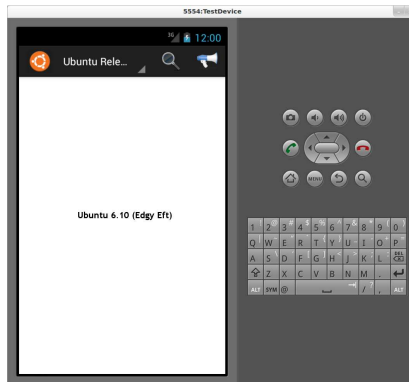 5554:TestDevice
3G 12:00
Ubuntu Rele...
Ubuntu 6.10 (Edgy Eft)
MENU
1 2 3 4 5 6 7 8 9 0
Q W E R T Y U I O P
A S D F G H J K L DEL
Z X C V B N M .
ALT SYM @ / , ALT